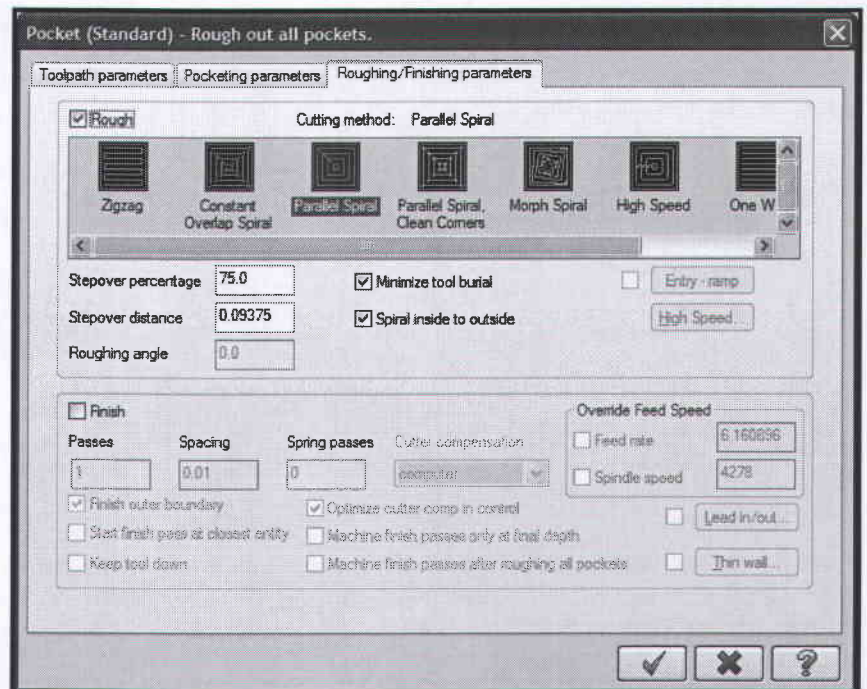 Pocket (Standard) - Rough out all pockets.
Toolpath parameters Pocketing parameters Roughing/Finishing parameters
Rough Cutting method: Parallel Spiral
Zigzag Constant Overlap Spiral Parallel Spiral Parallel Spiral, Clean Corners Morph Spiral High Speed One W
Stepover percentage 75.0 Minimize tool burial Entry - ramp
Stepover distance 0.09375 Spiral inside to outside High Speed...
Roughing angle 0.0
Finish Override Feed Speed
Passes Spacing Spring passes Cutter compensation Feed rate 6.160896
1 0.01 0 computer Spindle speed 4278
Finish outer boundary Optimize cutter comp in control Lead in/out...
Start finish pass at closest entity Machine finish passes only at final depth
Keep tool down Machine finish passes after roughing all pockets Thin wall...